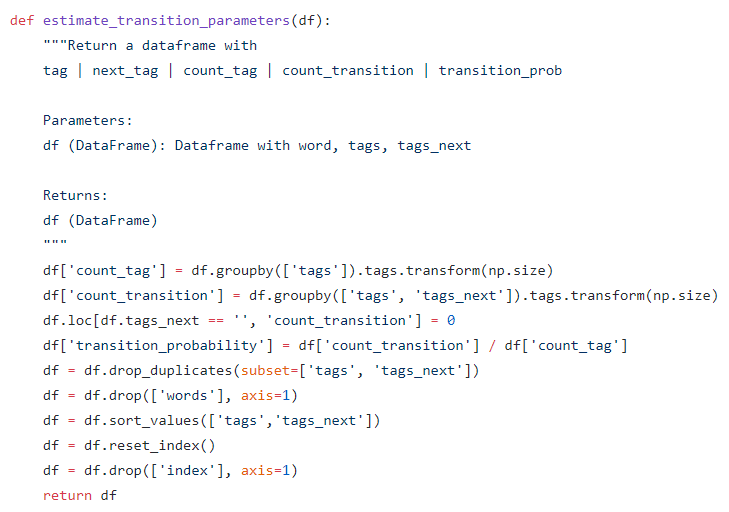 def estimate_transition_parameters(df):
    """Return a dataframe with
    tag | next_tag | count_tag | count_transition | transition_prob

    Parameters:
    df (DataFrame): Dataframe with word, tags, tags_next

    Returns:
    df (DataFrame)
    """
    df['count_tag'] = df.groupby(['tags']).tags.transform(np.size)
    df['count_transition'] = df.groupby(['tags', 'tags_next']).tags.transform(np.size)
    df.loc[df.tags_next == '', 'count_transition'] = 0
    df['transition_probability'] = df['count_transition'] / df['count_tag']
    df = df.drop_duplicates(subset=['tags', 'tags_next'])
    df = df.drop(['words'], axis=1)
    df = df.sort_values(['tags','tags_next'])
    df = df.reset_index()
    df = df.drop(['index'], axis=1)
    return df